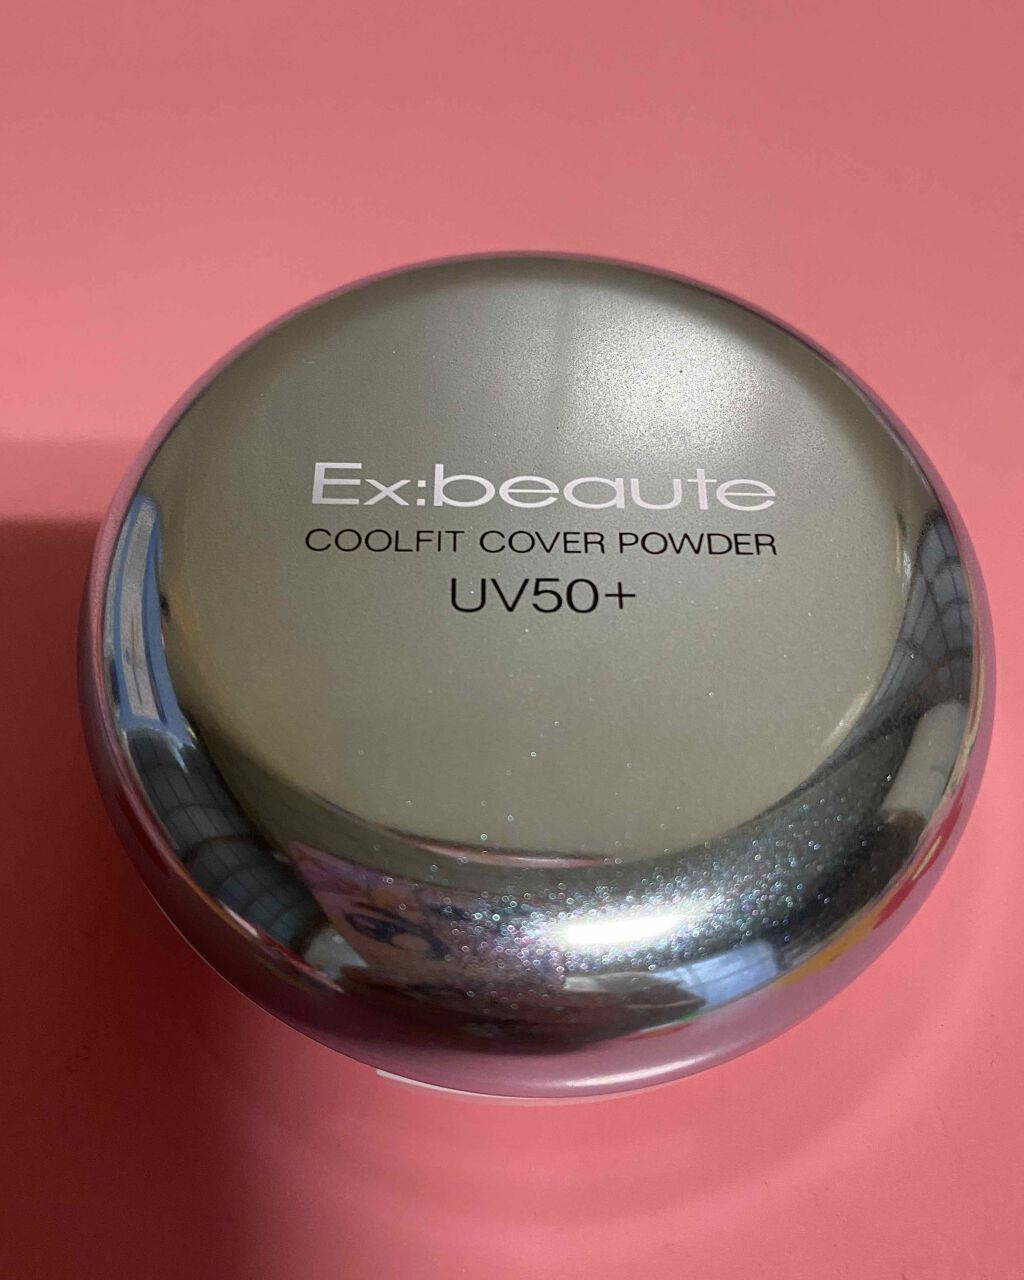 Ex:beaute
COOLFIT COVER POWDER
UV50+